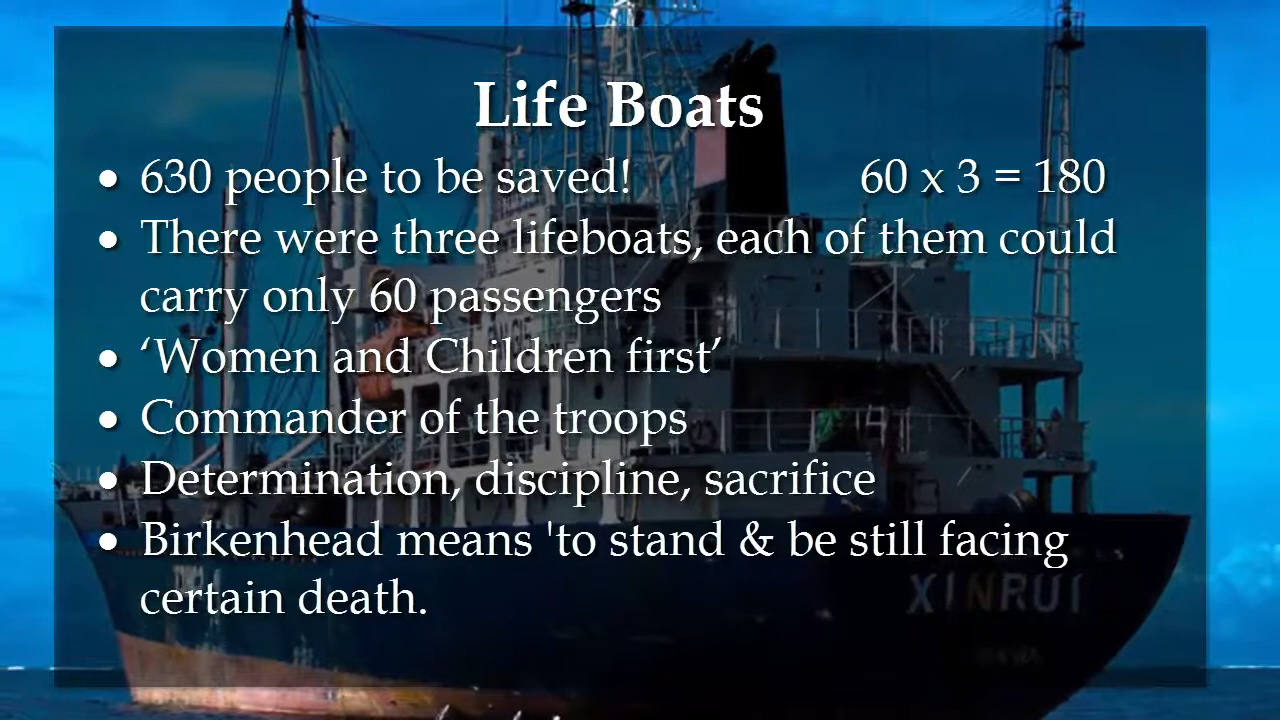 Life Boats
• 630 people to be saved! 60 x 3 = 180
• There were three lifeboats, each of them could
carry only 60 passengers
• ‘Women and Children first’
• Commander of the troops
• Determination, discipline, sacrifice
• Birkenhead means 'to stand & be still facing
certain death.
XINRUI